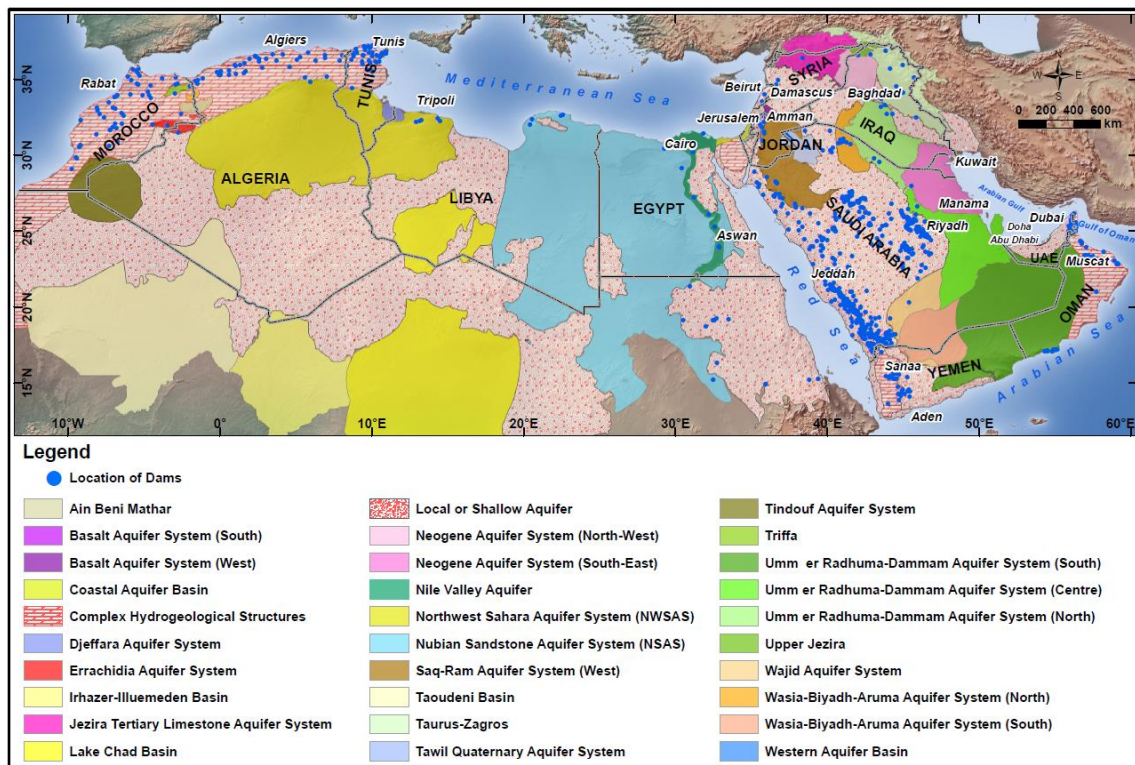 Algiers
Tunis
Rabat
Mediterranean Sea
SYRIA
W E
S
0 200 400 600
km
35°N
TUNIS
Tripoli
Beirut
Damascus
Baghdad
MOROCCO
Jerusalem
Amman
IRAQ
30°N
Cairo
JORDAN
Kuwait
ALGERIA
LIBYA
EGYPT
SAUDI ARABIA
Manama
Arabian Gulf
Dubai
Gulf of Oman
25°N
Aswan
Riyadh
Doha
Abu Dhabi
UAE
Muscat
Jeddah
Red Sea
20°N
OMAN
Arabian Sea
15°N
Sanaa
YEMEN
Aden
10°W
0
10°E
20°E
30°E
40°E
50°E
60°E
Legend
Location of Dams
Ain Beni Mathar
Basalt Aquifer System (South)
Basalt Aquifer System (West)
Coastal Aquifer Basin
Complex Hydrogeological Structures
Djeffara Aquifer System
Errachidia Aquifer System
Irhazer-Illuemeden Basin
Jezira Tertiary Limestone Aquifer System
Lake Chad Basin
Local or Shallow Aquifer
Neogene Aquifer System (North-West)
Neogene Aquifer System (South-East)
Nile Valley Aquifer
Northwest Sahara Aquifer System (NWSAS)
Nubian Sandstone Aquifer System (NSAS)
Saq-Ram Aquifer System (West)
Taoudeni Basin
Taurus-Zagros
Tawil Quaternary Aquifer System
Tindouf Aquifer System
Triffa
Umm er Radhuma-Dammam Aquifer System (South)
Umm er Radhuma-Dammam Aquifer System (Centre)
Umm er Radhuma-Dammam Aquifer System (North)
Upper Jezira
Wajid Aquifer System
Wasia-Biyadh-Aruma Aquifer System (North)
Wasia-Biyadh-Aruma Aquifer System (South)
Western Aquifer Basin